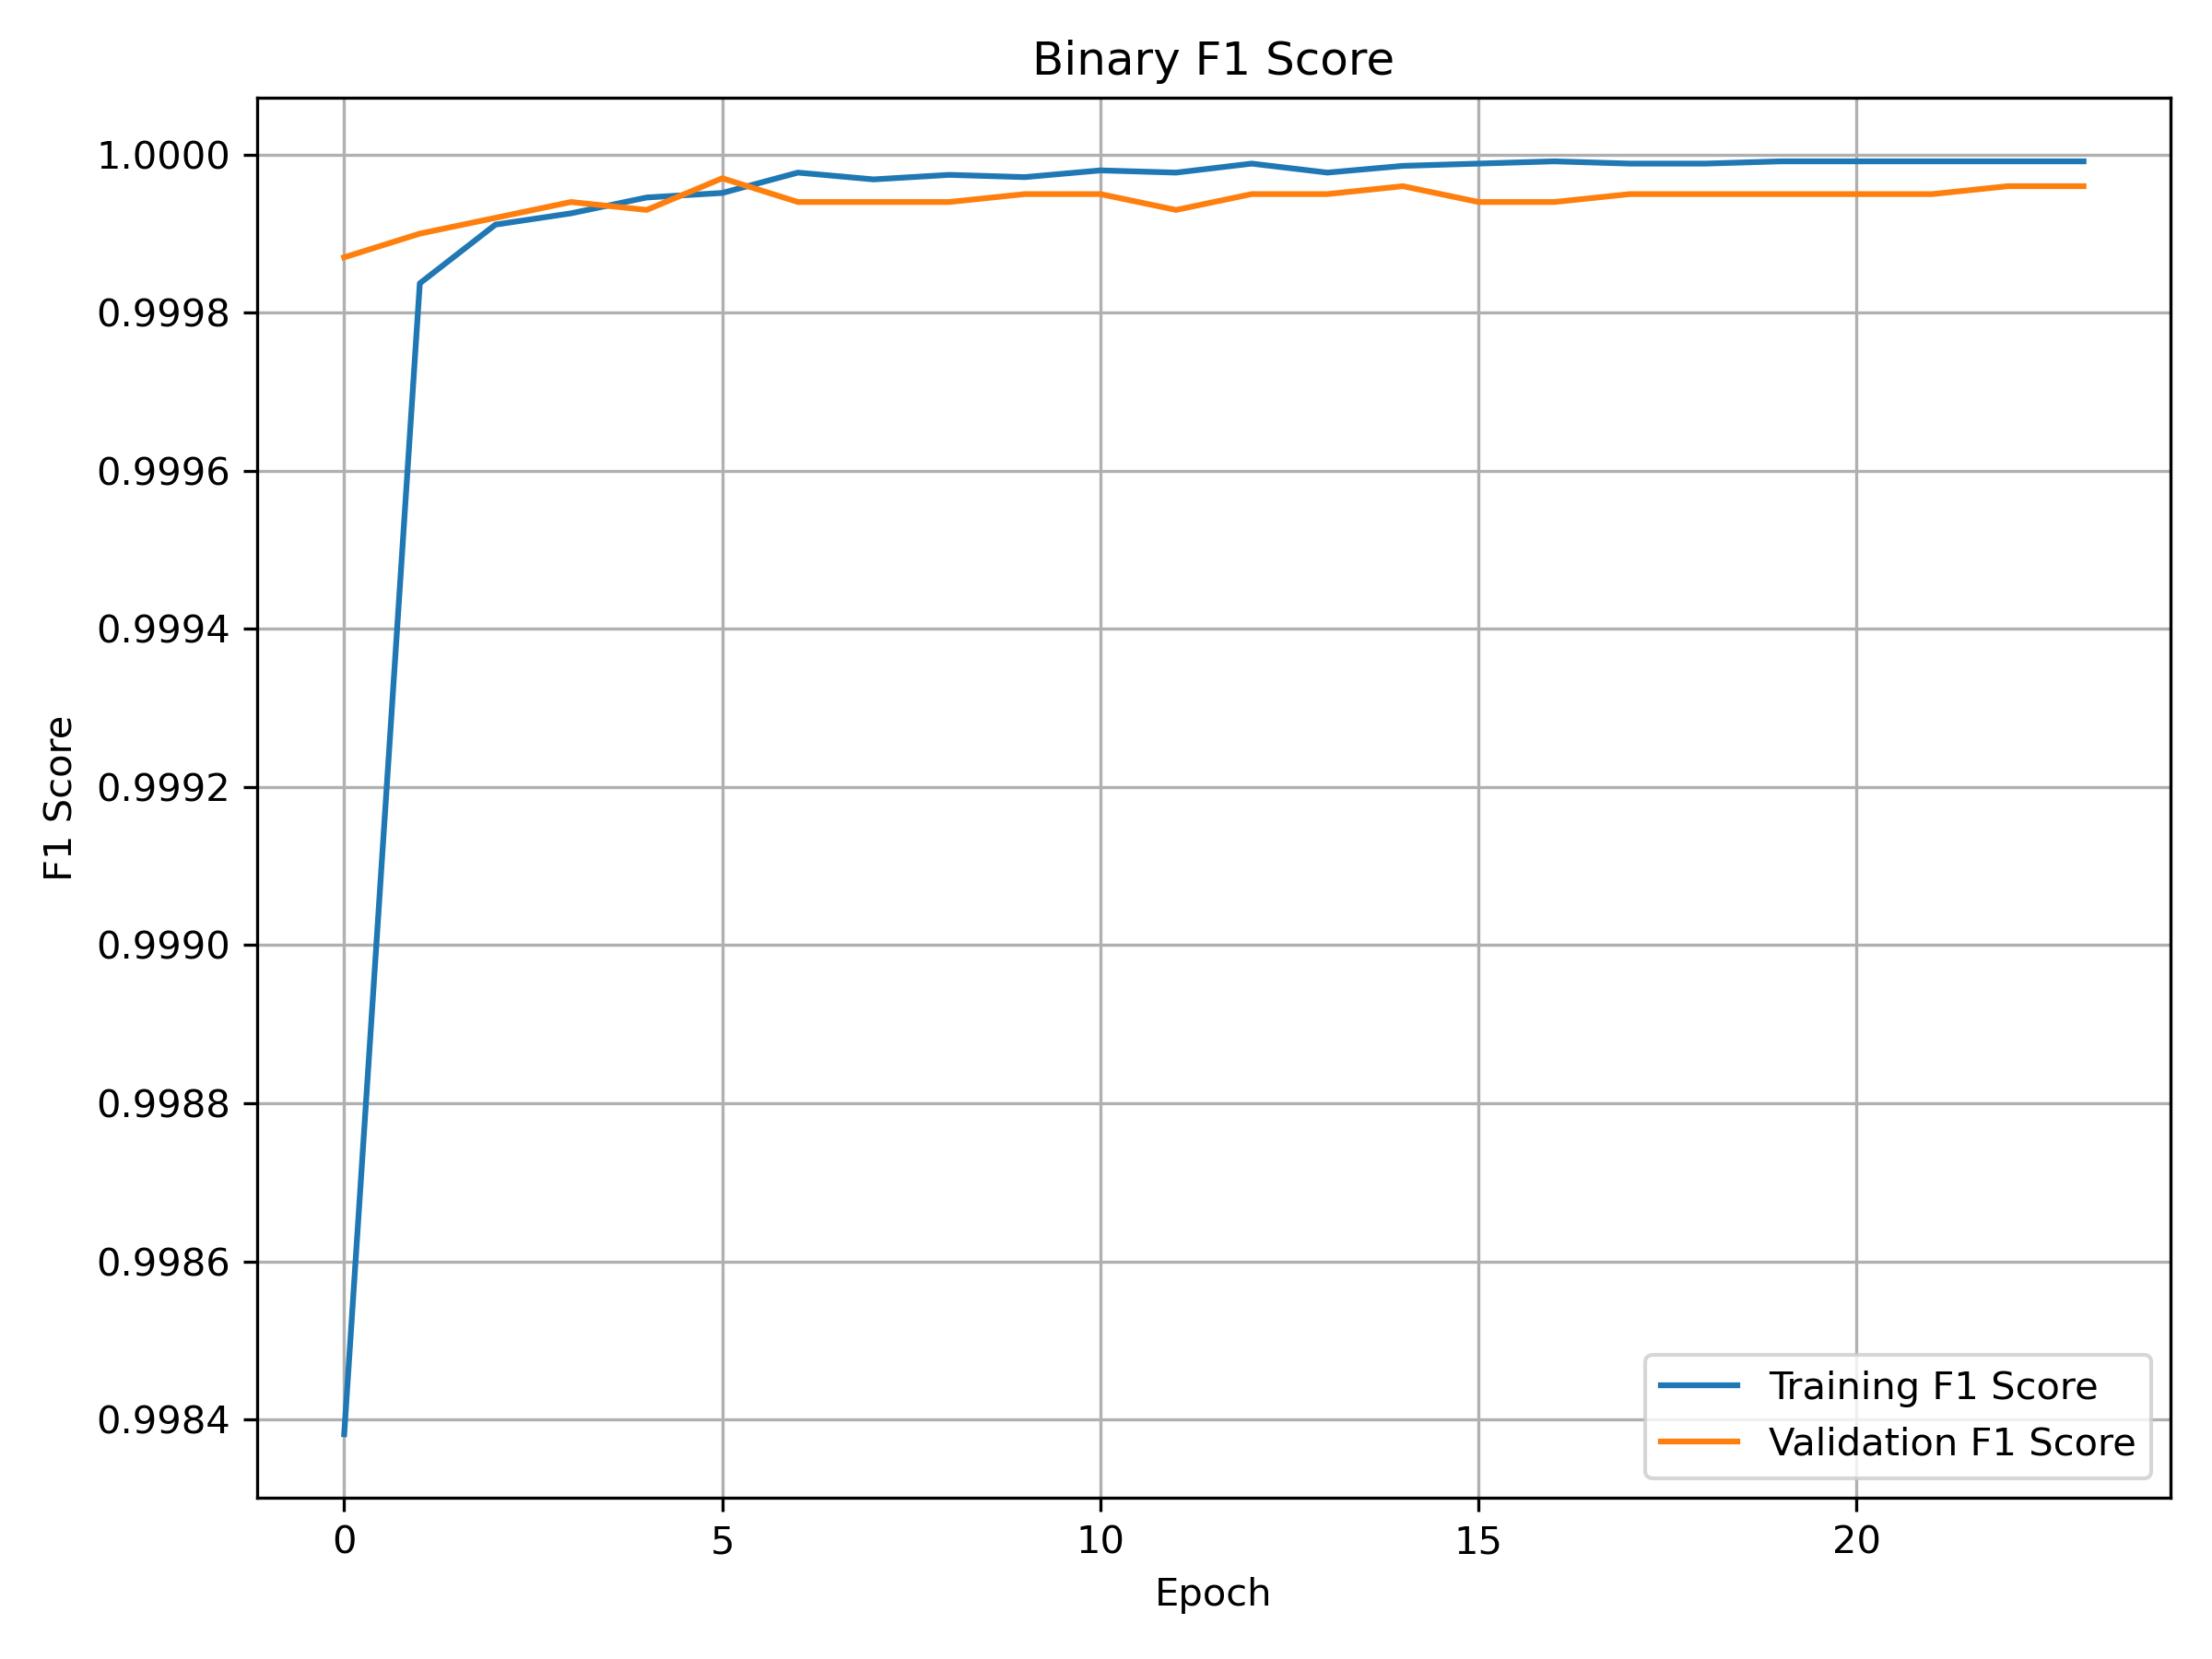 Binary F1 Score
1.0000
0.9998
0.9996
0.9994
0.9992
0.9990
0.9988
0.9986
0.9984
F1 Score
0 5 10 15 20
Epoch
Training F1 Score
Validation F1 Score